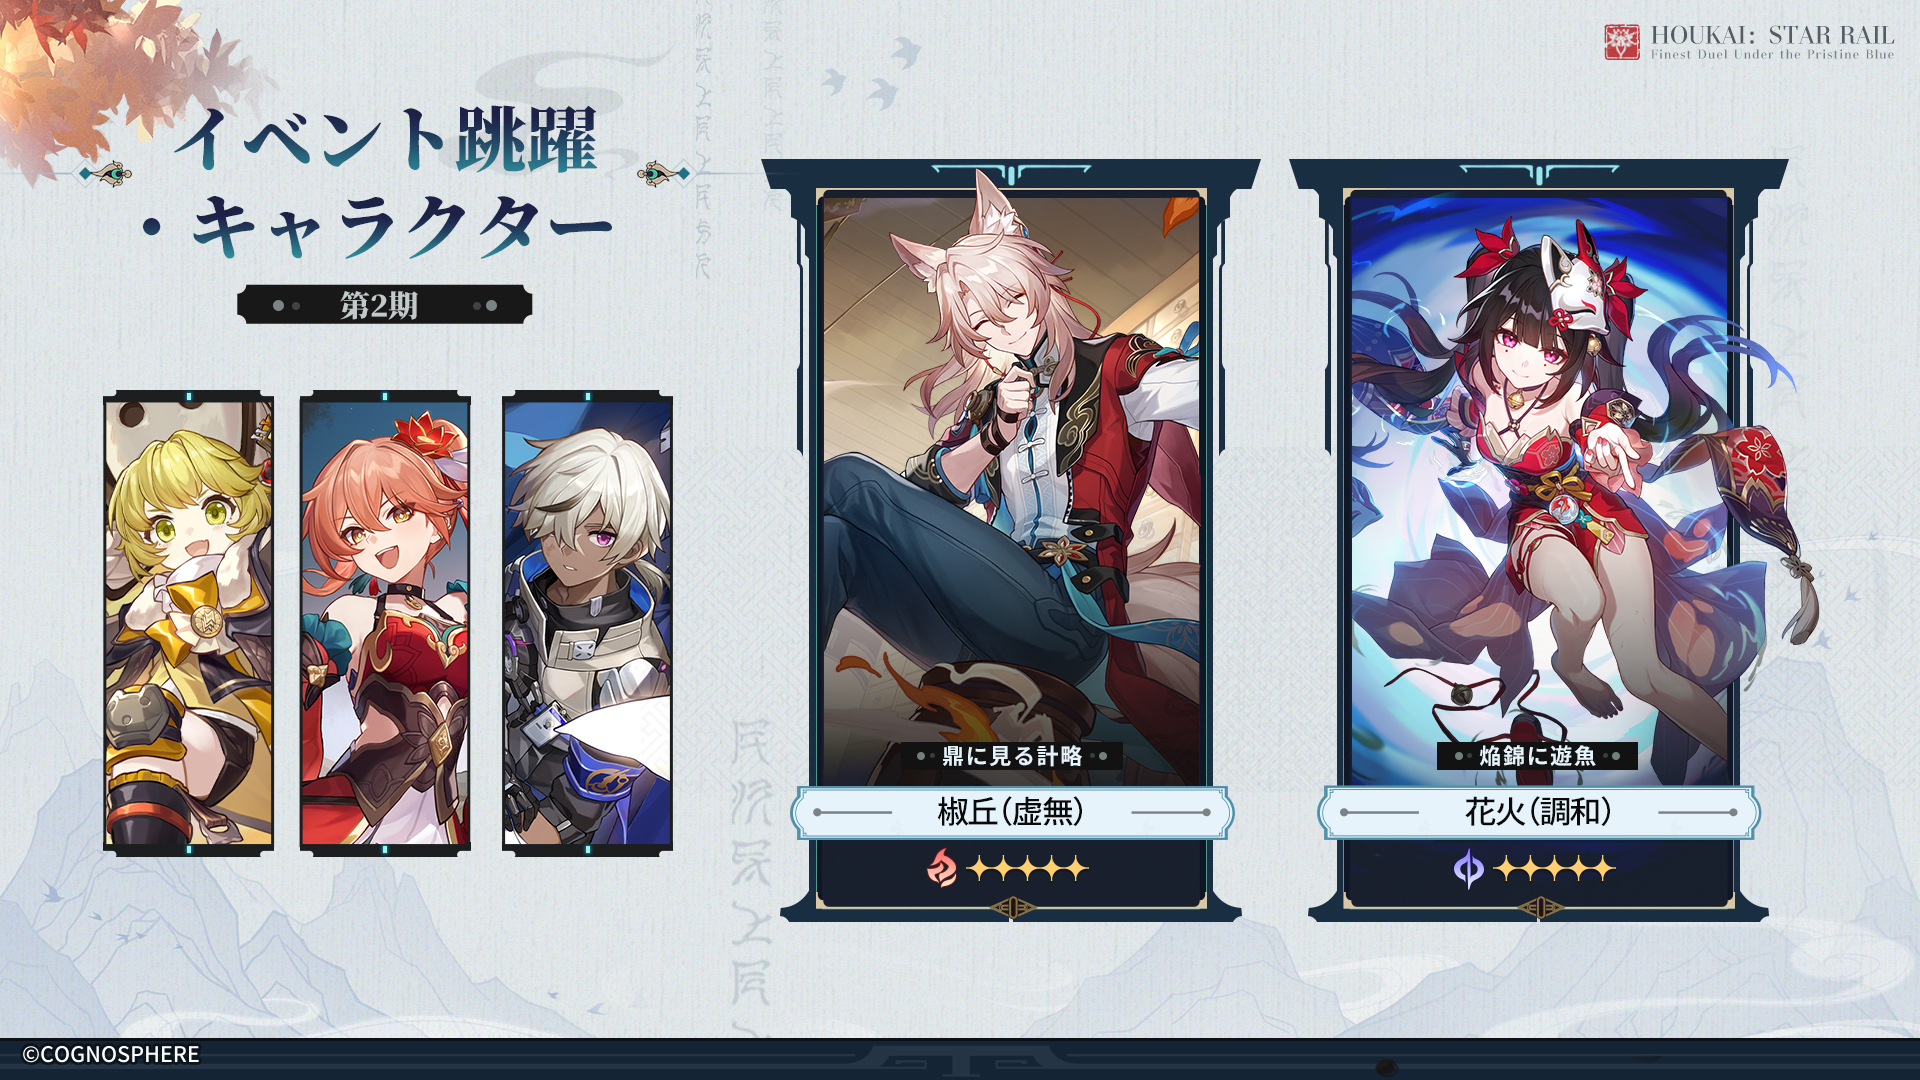 HOUKAI: STAR RAIL
Finest Duel Under the Pristine Blue
イベント跳躍
・キャラクター
第2期
鼎に見る計略
椒丘(虚無)
焔錦に遊魚
花火(調和)
©COGNOSPHERE